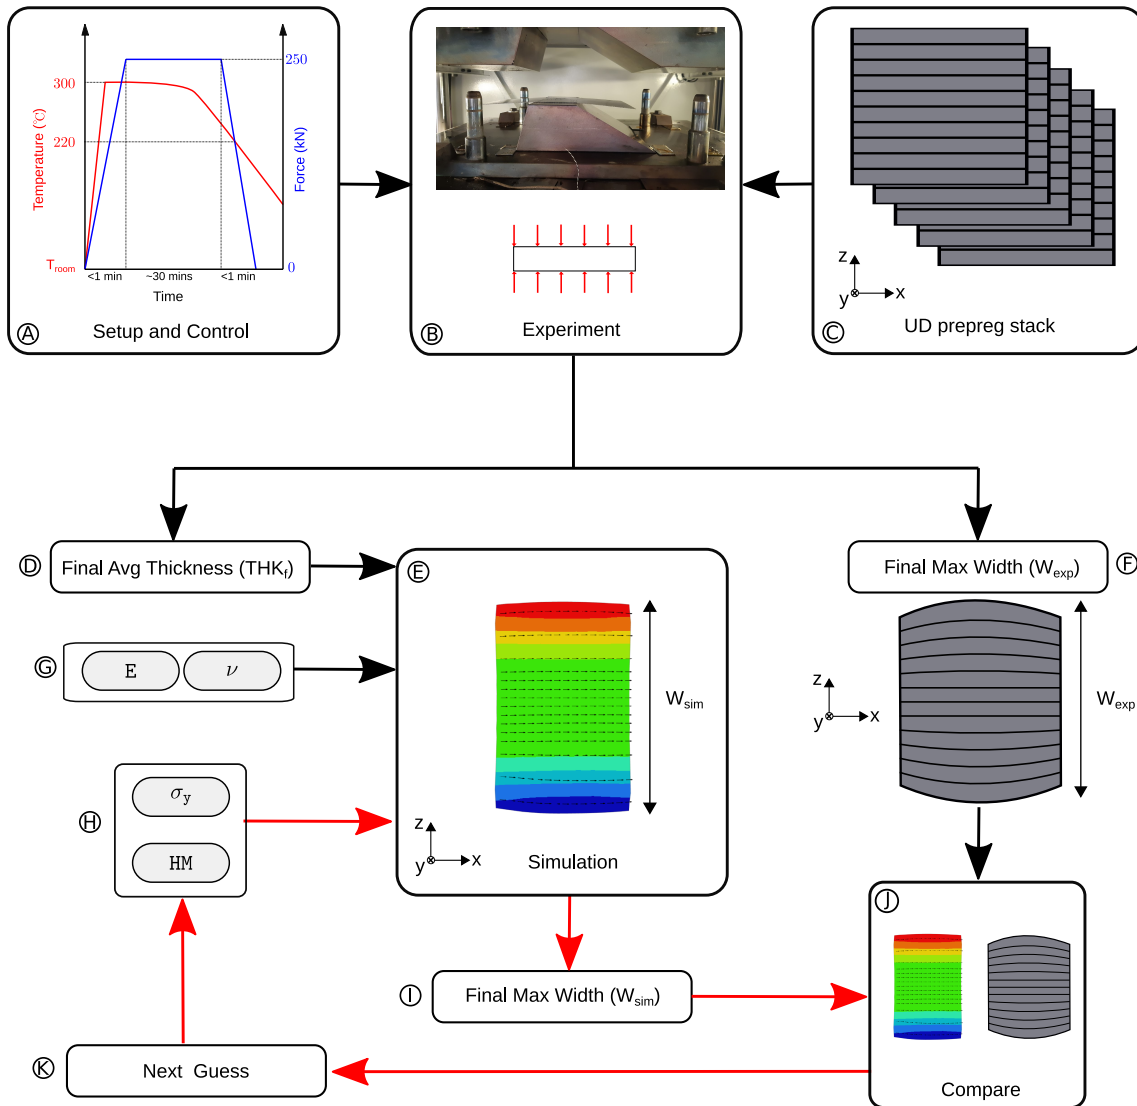 300
220
T_room
Temperature (℃)
250
0
Force (kN)
<1 min
~30 mins
<1 min
Time
Ⓐ
Setup and Control
Ⓑ
Experiment
z
y
x
Ⓒ
UD prepreg stack
Ⓓ
Final Avg Thickness (THK_f)
Ⓔ
W_sim
z
y
x
Simulation
Final Max Width (W_exp)
Ⓕ
z
y
x
W_exp
Ⓖ
E
ν
Ⓗ
σ_y
HM
Ⓘ
Final Max Width (W_sim)
Ⓙ
Compare
Ⓚ
Next Guess